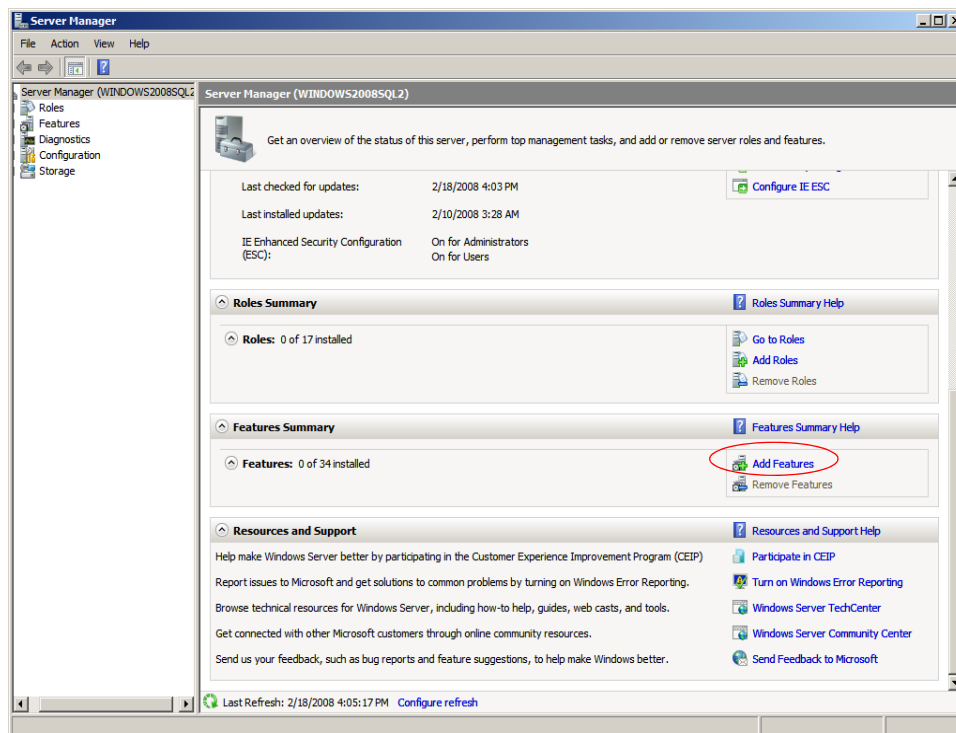 Server Manager
File Action View Help
Server Manager (WINDOWS2008SQL2
Roles
Features
Diagnostics
Configuration
Storage
Server Manager (WINDOWS2008SQL2)
Get an overview of the status of this server, perform top management tasks, and add or remove server roles and features.
Last checked for updates: 2/18/2008 4:03 PM
Configure IE ESC
Last installed updates: 2/10/2008 3:28 AM
IE Enhanced Security Configuration (ESC): On for Administrators
On for Users
Roles Summary
Roles Summary Help
Roles: 0 of 17 installed
Go to Roles
Add Roles
Remove Roles
Features Summary
Features Summary Help
Features: 0 of 34 installed
Add Features
Remove Features
Resources and Support
Resources and Support Help
Help make Windows Server better by participating in the Customer Experience Improvement Program (CEIP)
Participate in CEIP
Report issues to Microsoft and get solutions to common problems by turning on Windows Error Reporting.
Turn on Windows Error Reporting
Browse technical resources for Windows Server, including how-to help, guides, web casts, and tools.
Windows Server TechCenter
Get connected with other Microsoft customers through online community resources.
Windows Server Community Center
Send us your feedback, such as bug reports and feature suggestions, to help make Windows better.
Send Feedback to Microsoft
Last Refresh: 2/18/2008 4:05:17 PM Configure refresh